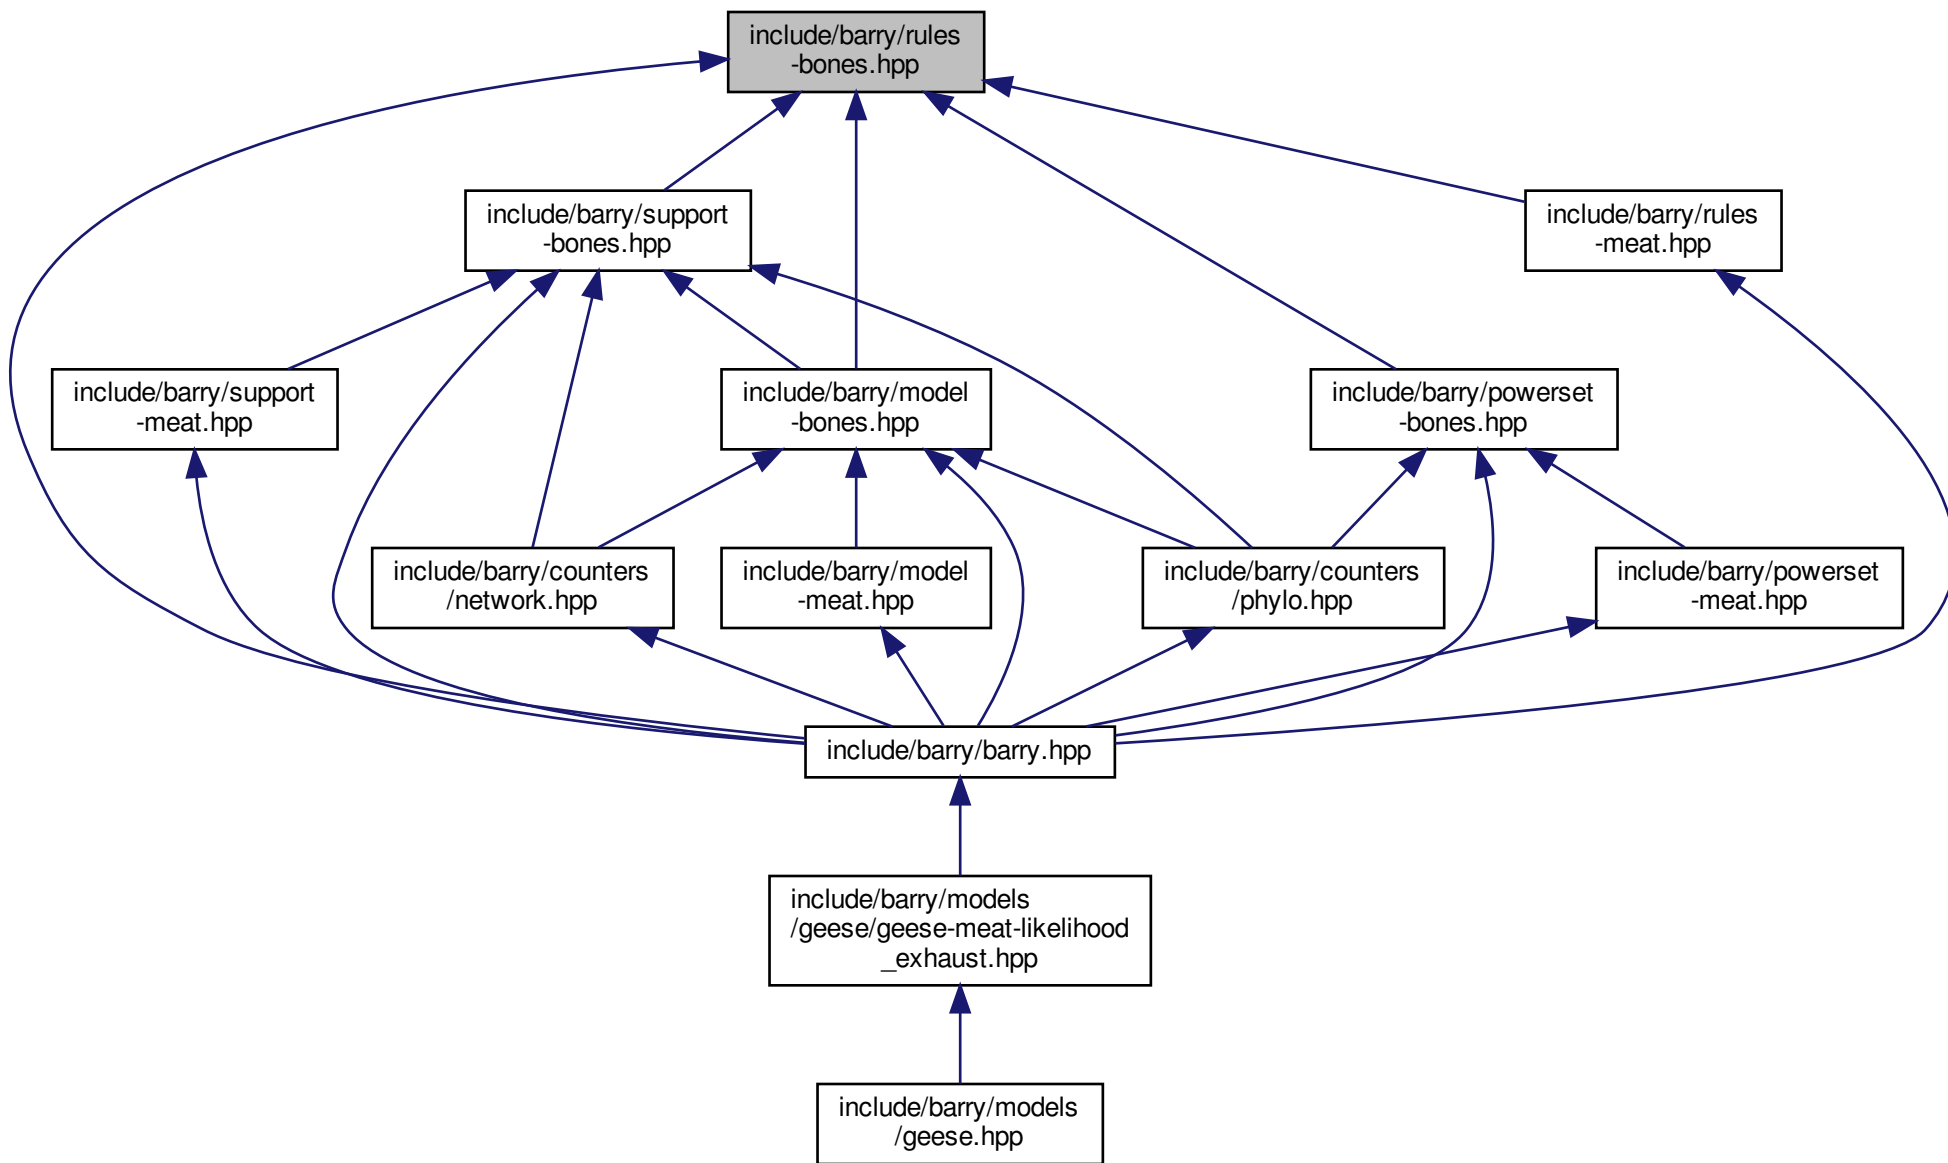 include/barry/rules
-bones.hpp
include/barry/support
-bones.hpp
include/barry/rules
-meat.hpp
include/barry/support
-meat.hpp
include/barry/model
-bones.hpp
include/barry/powerset
-bones.hpp
include/barry/counters
/network.hpp
include/barry/model
-meat.hpp
include/barry/counters
/phylo.hpp
include/barry/powerset
-meat.hpp
include/barry/barry.hpp
include/barry/models
/geese/geese-meat-likelihood
_exhaust.hpp
include/barry/models
/geese.hpp